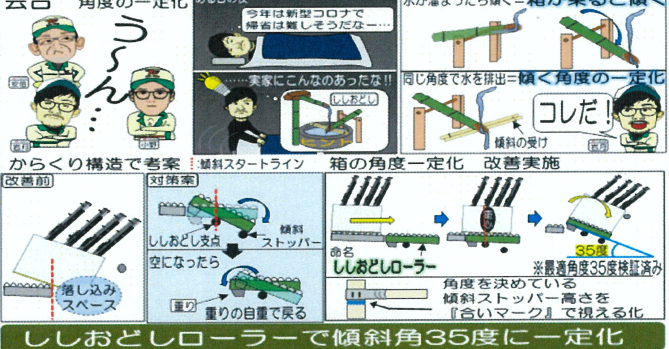 会合 角度の一定化
う～ん…
安部
岩月
小野
今年は新型コロナで
帰省は難しそうだなー…
……実家にこんなのあったな!!
ししおどし
水が溜まったら傾く＝箱が乗ると傾く
同じ角度で水を排出＝傾く角度の一定化
コレだ！
傾斜の受け
からくり構造で考案
:傾斜スタートライン
箱の角度一定化 改善実施
改善前
落し込み
スペース
対策案
ししおどし支点
傾斜
ストッパー
空になったら
重り
重りの自重で戻る
命名
ししおどしローラー
35度
※最適角度35度検証済み
角度を決めている
傾斜ストッパー高さを
『合いマーク』で視える化
ししおどしローラーで傾斜角35度に一定化